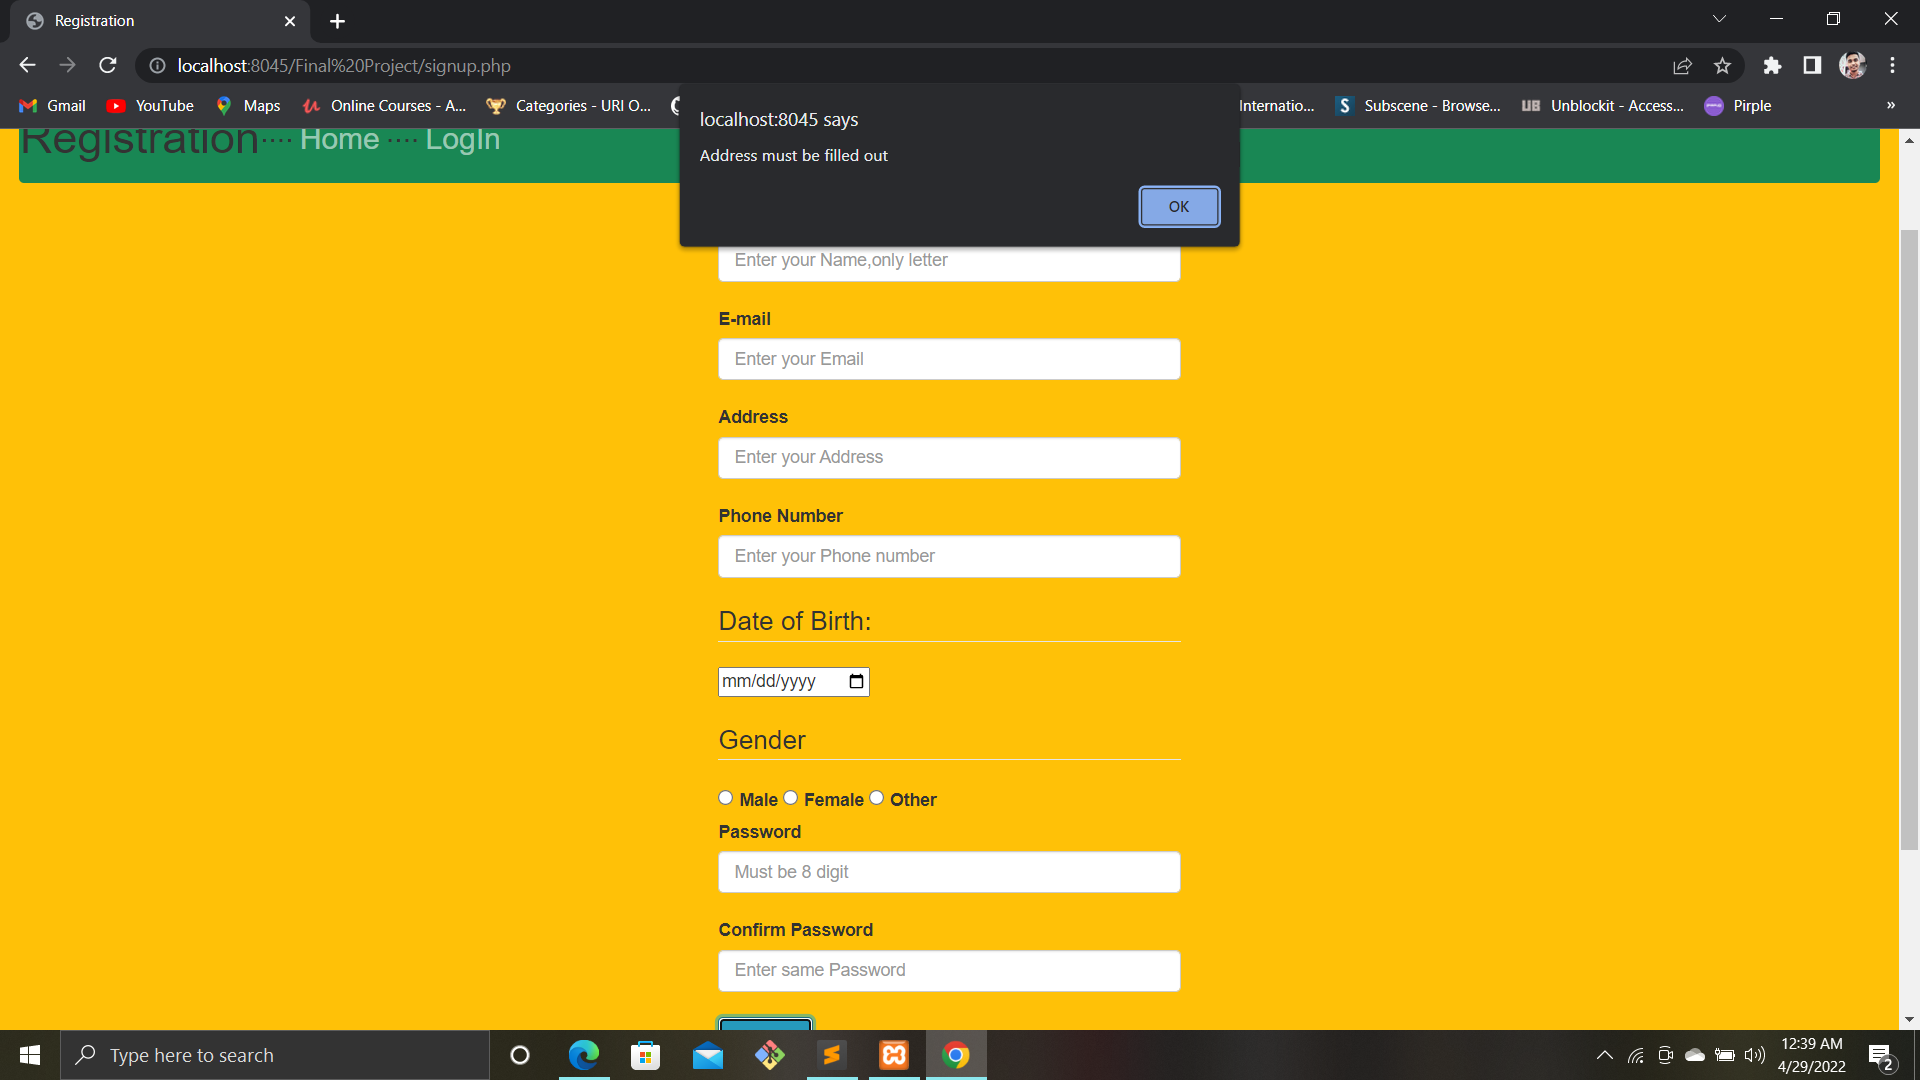 Registration
localhost:8045/Final%20Project/signup.php
Gmail YouTube Maps Online Courses - A... Categories - URI O... Internatio... Subscene - Browse... UB Unblockit - Access... Pirple »
localhost:8045 says
Address must be filled out
OK
Registration···· Home ···· LogIn
Enter your Name,only letter
E-mail
Enter your Email
Address
Enter your Address
Phone Number
Enter your Phone number
Date of Birth:
mm/dd/yyyy
Gender
Male Female Other
Password
Must be 8 digit
Confirm Password
Enter same Password
Type here to search
12:39 AM
4/29/2022
2